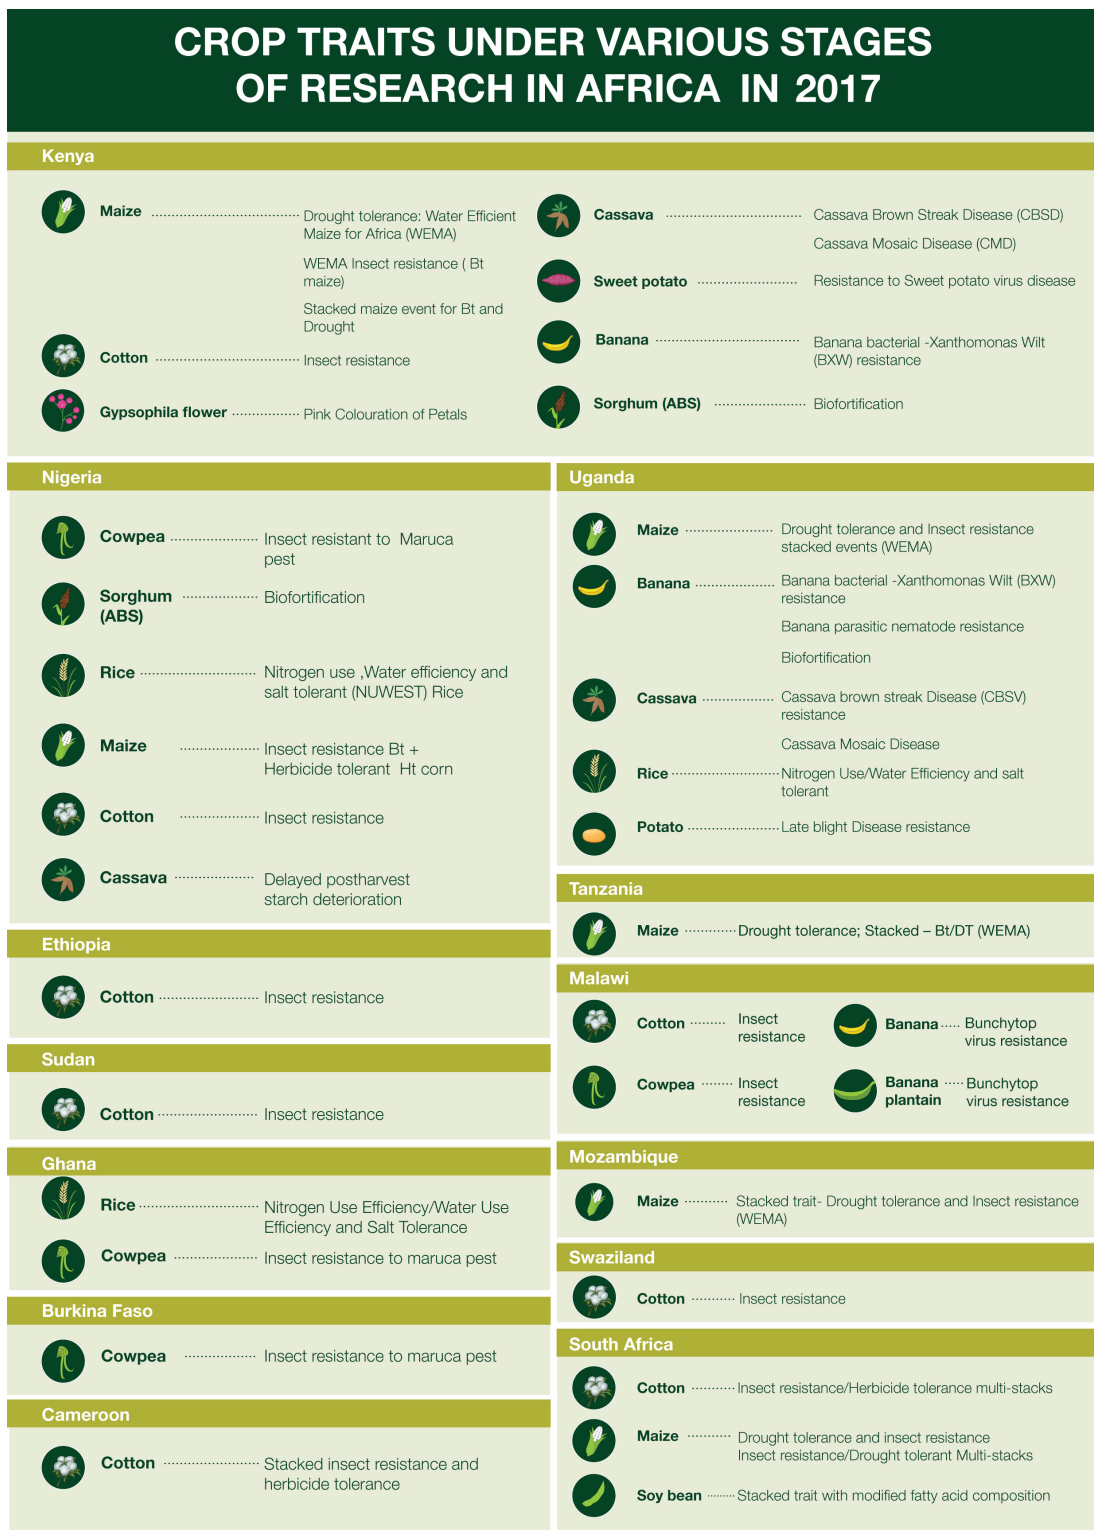 CROP TRAITS UNDER VARIOUS STAGES
OF RESEARCH IN AFRICA IN 2017
Kenya
Maize
Drought tolerance: Water Efficient
Maize for Africa (WEMA)
WEMA Insect resistance ( Bt
maize)
Stacked maize event for Bt and
Drought
Cotton
Insect resistance
Gypsophila flower
Pink Colouration of Petals
Cassava
Cassava Brown Streak Disease (CBSD)
Cassava Mosaic Disease (CMD)
Sweet potato
Resistance to Sweet potato virus disease
Banana
Banana bacterial -Xanthomonas Wilt
(BXW) resistance
Sorghum (ABS)
Biofortification
Nigeria
Cowpea
Insect resistant to Maruca
pest
Sorghum
(ABS)
Biofortification
Rice
Nitrogen use ,Water efficiency and
salt tolerant (NUWEST) Rice
Maize
Insect resistance Bt +
Herbicide tolerant Ht corn
Cotton
Insect resistance
Cassava
Delayed postharvest
starch deterioration
Ethiopia
Cotton
Insect resistance
Sudan
Cotton
Insect resistance
Ghana
Rice
Nitrogen Use Efficiency/Water Use
Efficiency and Salt Tolerance
Cowpea
Insect resistance to maruca pest
Burkina Faso
Cowpea
Insect resistance to maruca pest
Cameroon
Cotton
Stacked insect resistance and
herbicide tolerance
Uganda
Maize
Drought tolerance and Insect resistance
stacked events (WEMA)
Banana
Banana bacterial -Xanthomonas Wilt (BXW)
resistance
Banana parasitic nematode resistance
Biofortification
Cassava
Cassava brown streak Disease (CBSV)
resistance
Cassava Mosaic Disease
Rice
Nitrogen Use/Water Efficiency and salt
tolerant
Potato
Late blight Disease resistance
Tanzania
Maize
Drought tolerance; Stacked – Bt/DT (WEMA)
Malawi
Cotton
Insect
resistance
Banana
Bunchytop
virus resistance
Cowpea
Insect
resistance
Banana
plantain
Bunchytop
virus resistance
Mozambique
Maize
Stacked trait- Drought tolerance and Insect resistance
(WEMA)
Swaziland
Cotton
Insect resistance
South Africa
Cotton
Insect resistance/Herbicide tolerance multi-stacks
Maize
Drought tolerance and insect resistance
Insect resistance/Drought tolerant Multi-stacks
Soy bean
Stacked trait with modified fatty acid composition